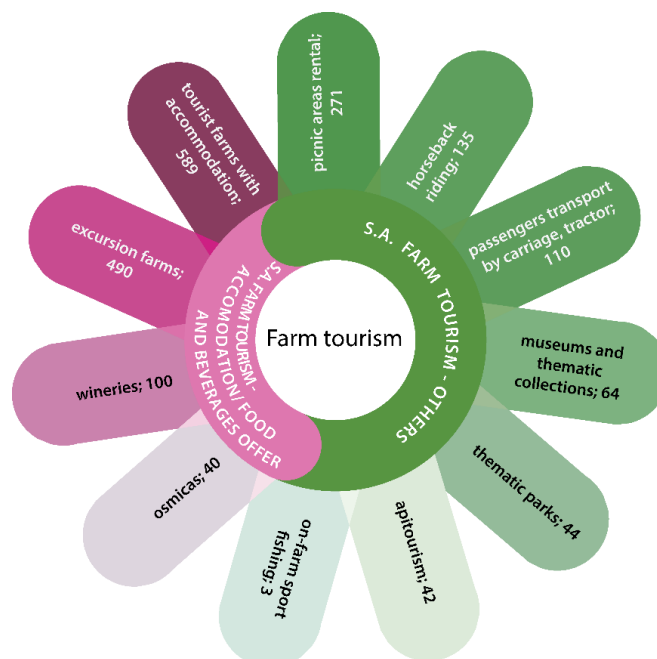 Farm tourism
S.A. FARM TOURISM - OTHERS
S.A. FARM TOURISM -
ACCOMODATION/ FOOD
AND BEVERAGES OFFER
picnic areas rental;
271
horseback
riding; 135
passengers transport
by carriage, tractor;
110
museums and
thematic
collections; 64
thematic parks; 44
apitourism; 42
on-farm sport
fishing; 3
osmicas; 40
wineries; 100
excursion farms;
490
tourist farms with
accommodation;
589